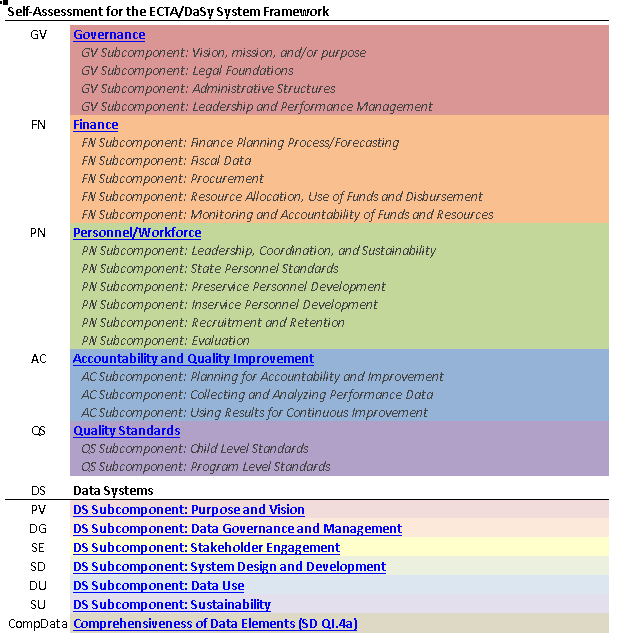 Self-Assessment for the ECTA/DaSy System Framework
GV Governance
GV Subcomponent: Vision, mission, and/or purpose
GV Subcomponent: Legal Foundations
GV Subcomponent: Administrative Structures
GV Subcomponent: Leadership and Performance Management
FN Finance
FN Subcomponent: Finance Planning Process/Forecasting
FN Subcomponent: Fiscal Data
FN Subcomponent: Procurement
FN Subcomponent: Resource Allocation, Use of Funds and Disbursement
FN Subcomponent: Monitoring and Accountability of Funds and Resources
PN Personnel/Workforce
PN Subcomponent: Leadership, Coordination, and Sustainability
PN Subcomponent: State Personnel Standards
PN Subcomponent: Preservice Personnel Development
PN Subcomponent: Inservice Personnel Development
PN Subcomponent: Recruitment and Retention
PN Subcomponent: Evaluation
AC Accountability and Quality Improvement
AC Subcomponent: Planning for Accountability and Improvement
AC Subcomponent: Collecting and Analyzing Performance Data
AC Subcomponent: Using Results for Continuous Improvement
QS Quality Standards
QS Subcomponent: Child Level Standards
QS Subcomponent: Program Level Standards
DS Data Systems
PV DS Subcomponent: Purpose and Vision
DG DS Subcomponent: Data Governance and Management
SE DS Subcomponent: Stakeholder Engagement
SD DS Subcomponent: System Design and Development
DU DS Subcomponent: Data Use
SU DS Subcomponent: Sustainability
CompData Comprehensiveness of Data Elements (SD QI.4a)